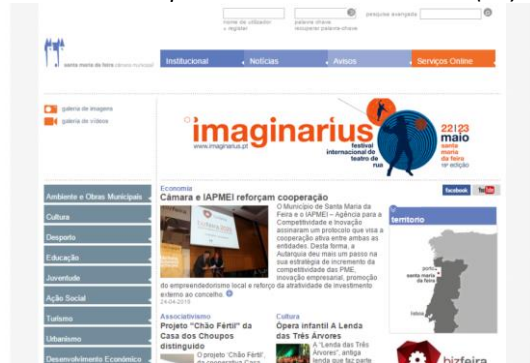 nome de utilizador
» registar
palavra chave
recuperar palavra-chave
pesquisa avançada
santa maria da feira câmara municipal
Institucional
Notícias
Avisos
Serviços Online
galeria de imagens
galeria de vídeos
imaginarius
www.imaginarius.pt
festival
internacional de
teatro de
rua
22|23
maio
santa
maria
da feira
Ambiente e Obras Municipais
Cultura
Desporto
Educação
Juventude
Ação Social
Turismo
Urbanismo
Desenvolvimento Económico
Economia
Câmara e IAPMEI reforçam cooperação
O Município de Santa Maria da
Feira e o IAPMEI – Agência para a
Competitividade e Inovação
assinaram um protocolo que visa a
cooperação ativa entre ambas as
entidades. Desta forma, a
Autarquia deu mais um passo na
sua estratégia de incremento da
competitividade das PME,
inovação empresarial, promoção
do empreendedorismo local e reforço da atratividade de investimento
externo ao concelho.
24-04-2015
Associativismo
Projeto "Chão Fértil" da
Casa dos Choupos
distinguido
O projeto 'Chão Fértil',
da cooperativa Casa
Cultura
Ópera infantil A Lenda
das Três Árvores
A "Lenda das Três
Árvores", antiga
lenda que faz parte
facebook
You Tube
territorio
porto
santa maria
da feira
lisboa
bizfeira